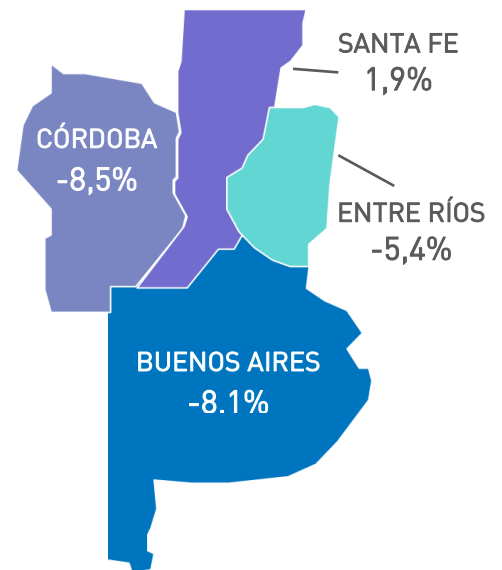 SANTA FE
1,9%
CÓRDOBA
-8,5%
ENTRE RÍOS
-5,4%
BUENOS AIRES
-8.1%